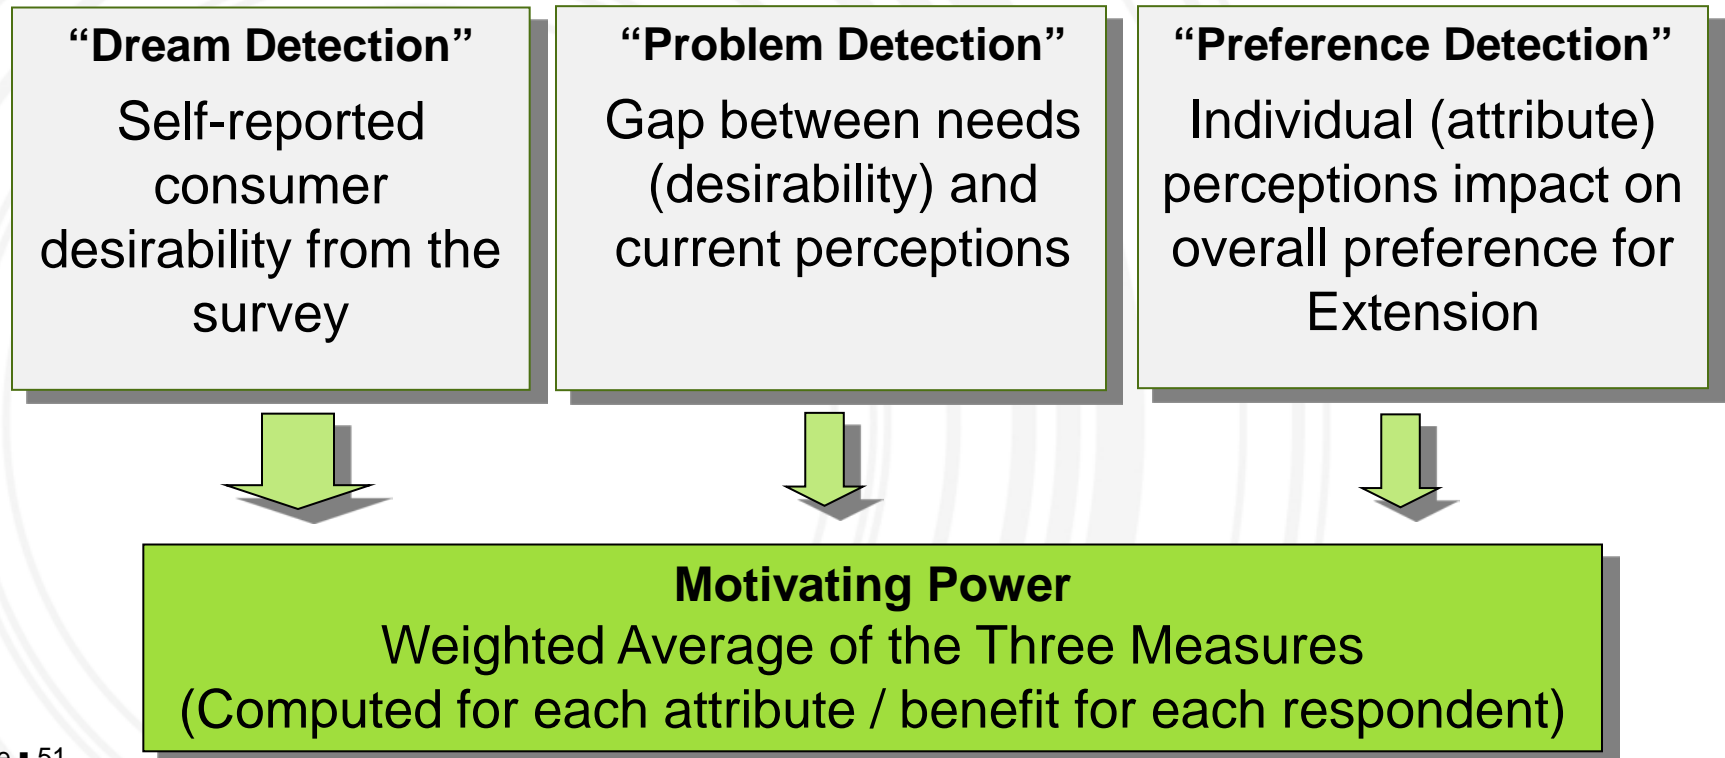 “Dream Detection”
Self-reported
consumer
desirability from the
survey
“Problem Detection”
Gap between needs
(desirability) and
current perceptions
“Preference Detection”
Individual (attribute)
perceptions impact on
overall preference for
Extension
Motivating Power
Weighted Average of the Three Measures
(Computed for each attribute / benefit for each respondent)
▪ 51